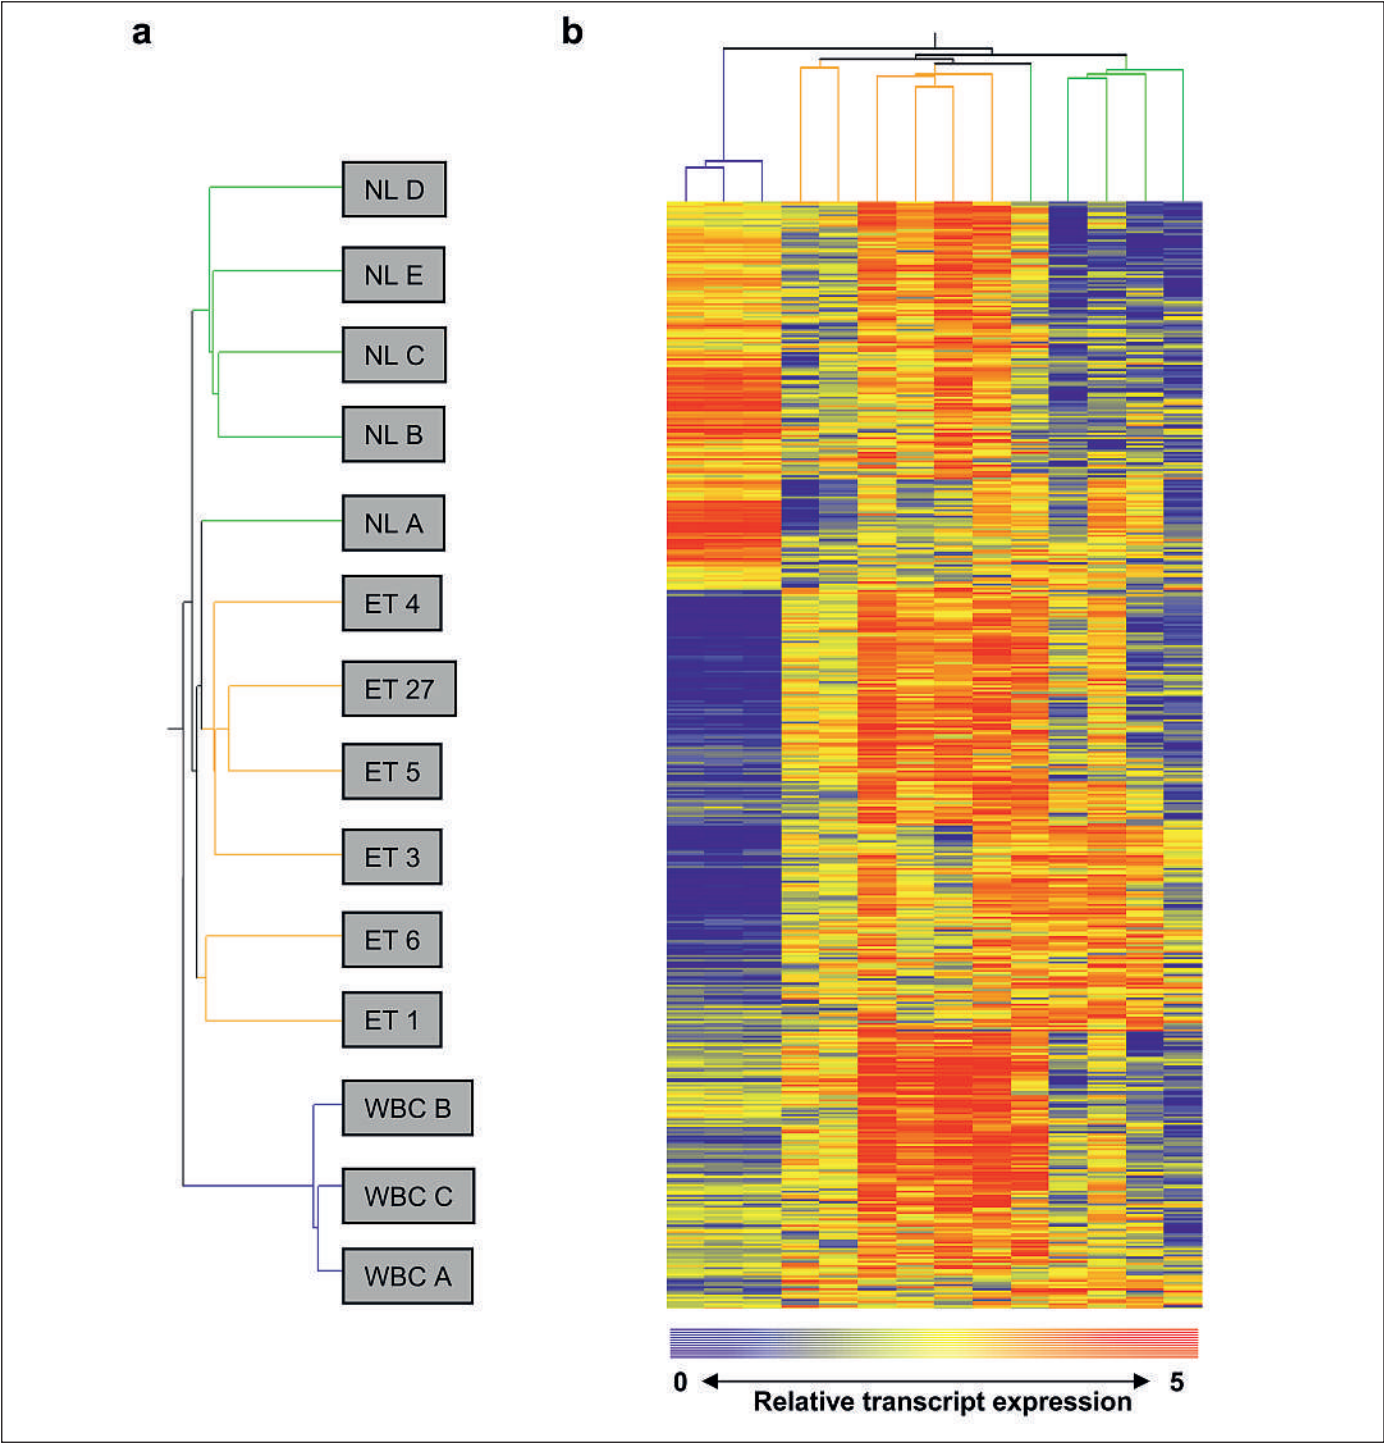 a
b
NL D
NL E
NL C
NL B
NL A
ET 4
ET 27
ET 5
ET 3
ET 6
ET 1
WBC B
WBC C
WBC A
0 5
Relative transcript expression